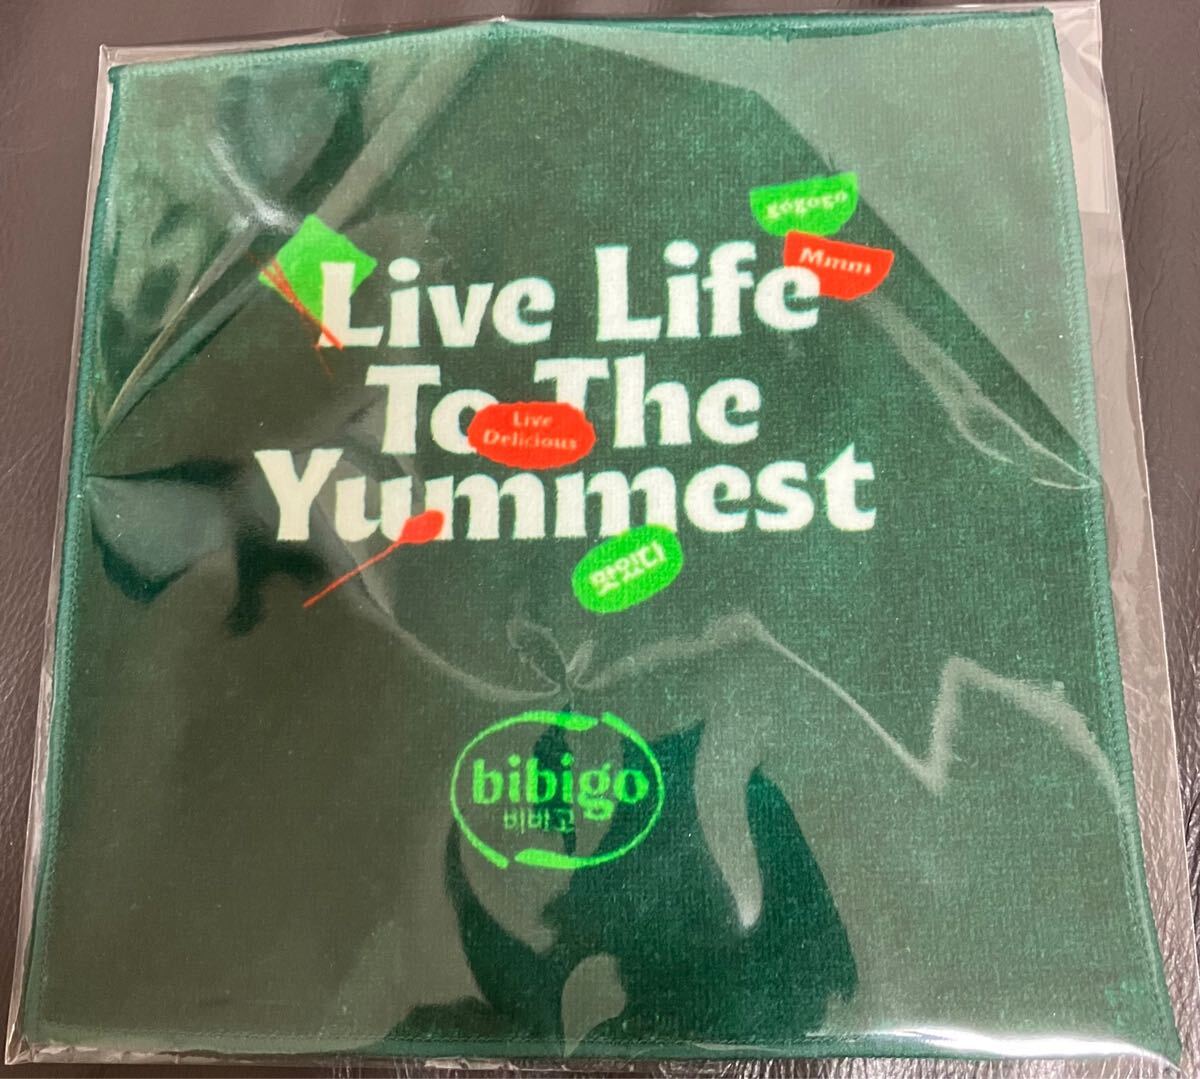 gogogo
Mmm
Live Life
To The
Live
Delicious
Yummest
맛있다
bibigo
비비고